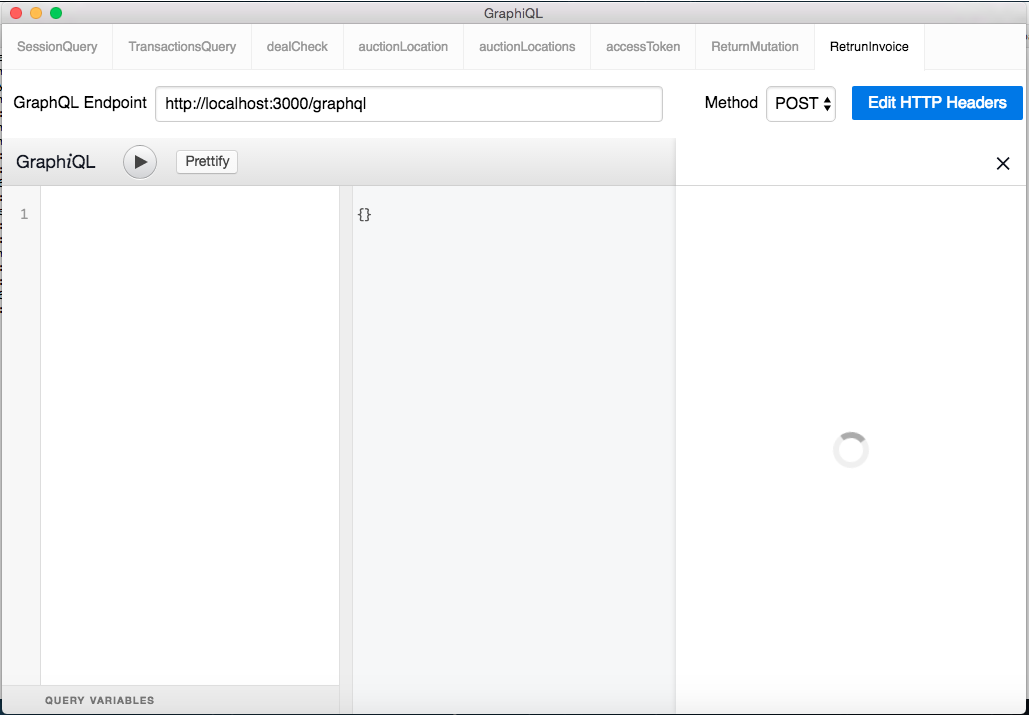 GraphiQL
SessionQuery TransactionsQuery dealCheck auctionLocation auctionLocations accessToken ReturnMutation RetrunInvoice
GraphQL Endpoint http://localhost:3000/graphql Method POST Edit HTTP Headers
GraphiQL Prettify
1 {}
QUERY VARIABLES